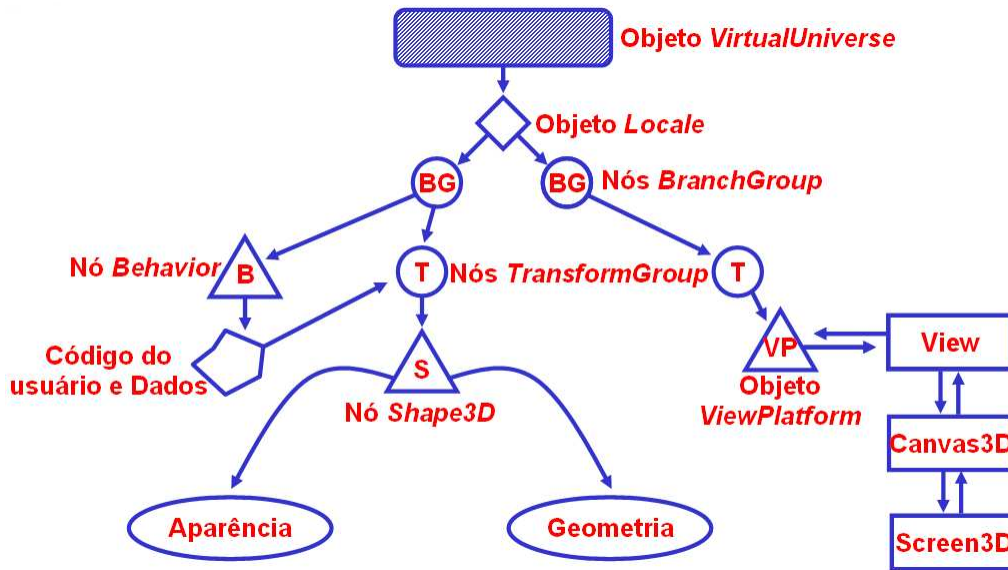 Objeto VirtualUniverse
Objeto Locale
BG
BG
Nós BranchGroup
Nó Behavior
B
T
Nós TransformGroup
T
Código do
usuário e Dados
S
Nó Shape3D
VP
Objeto
ViewPlatform
View
Canvas3D
Screen3D
Aparência
Geometria